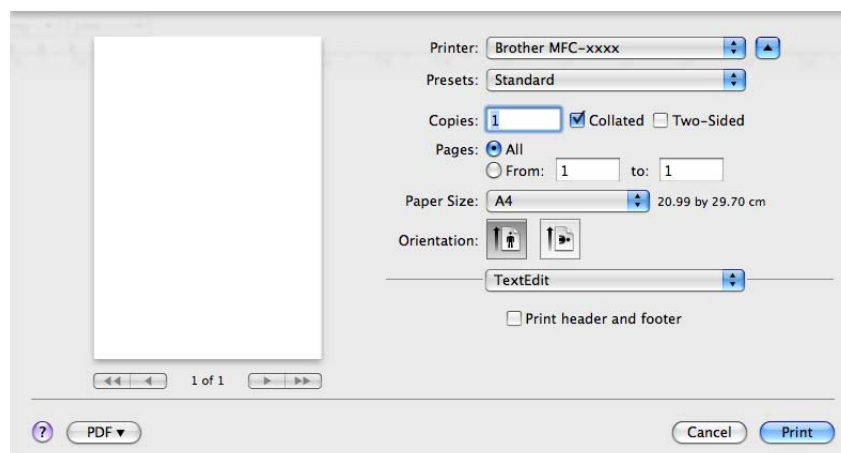 Printer: Brother MFC-xxxx
Presets: Standard
Copies: 1 Collated Two-Sided
Pages: All
From: 1 to: 1
Paper Size: A4 20.99 by 29.70 cm
Orientation:
TextEdit
Print header and footer
1 of 1
? PDF▼ Cancel Print